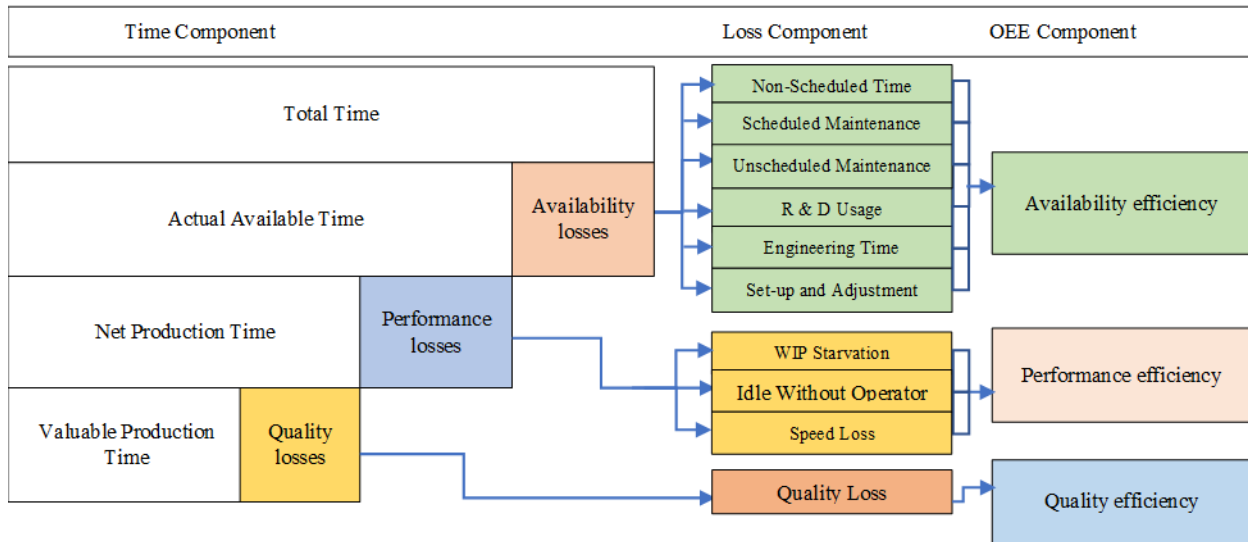 Time Component
Loss Component
OEE Component
Total Time
Non-Scheduled Time
Scheduled Maintenance
Unscheduled Maintenance
R & D Usage
Engineering Time
Set-up and Adjustment
Availability efficiency
Actual Available Time
Availability
losses
Net Production Time
Performance
losses
WIP Starvation
Idle Without Operator
Speed Loss
Performance efficiency
Valuable Production
Time
Quality
losses
Quality Loss
Quality efficiency